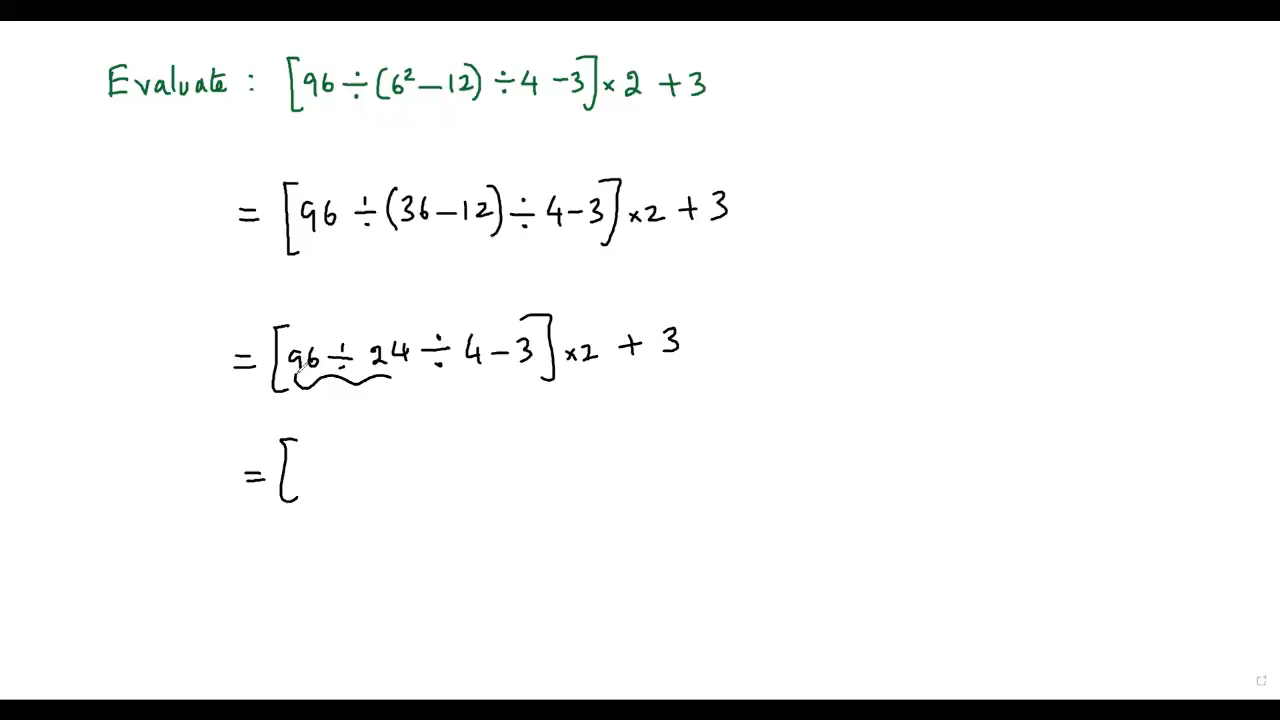 Evaluate : [96 ÷ (6² – 12) ÷ 4 – 3] × 2 + 3
= [96 ÷ (36 – 12) ÷ 4 – 3] × 2 + 3
= [96 ÷ 24 ÷ 4 – 3] × 2 + 3
= [